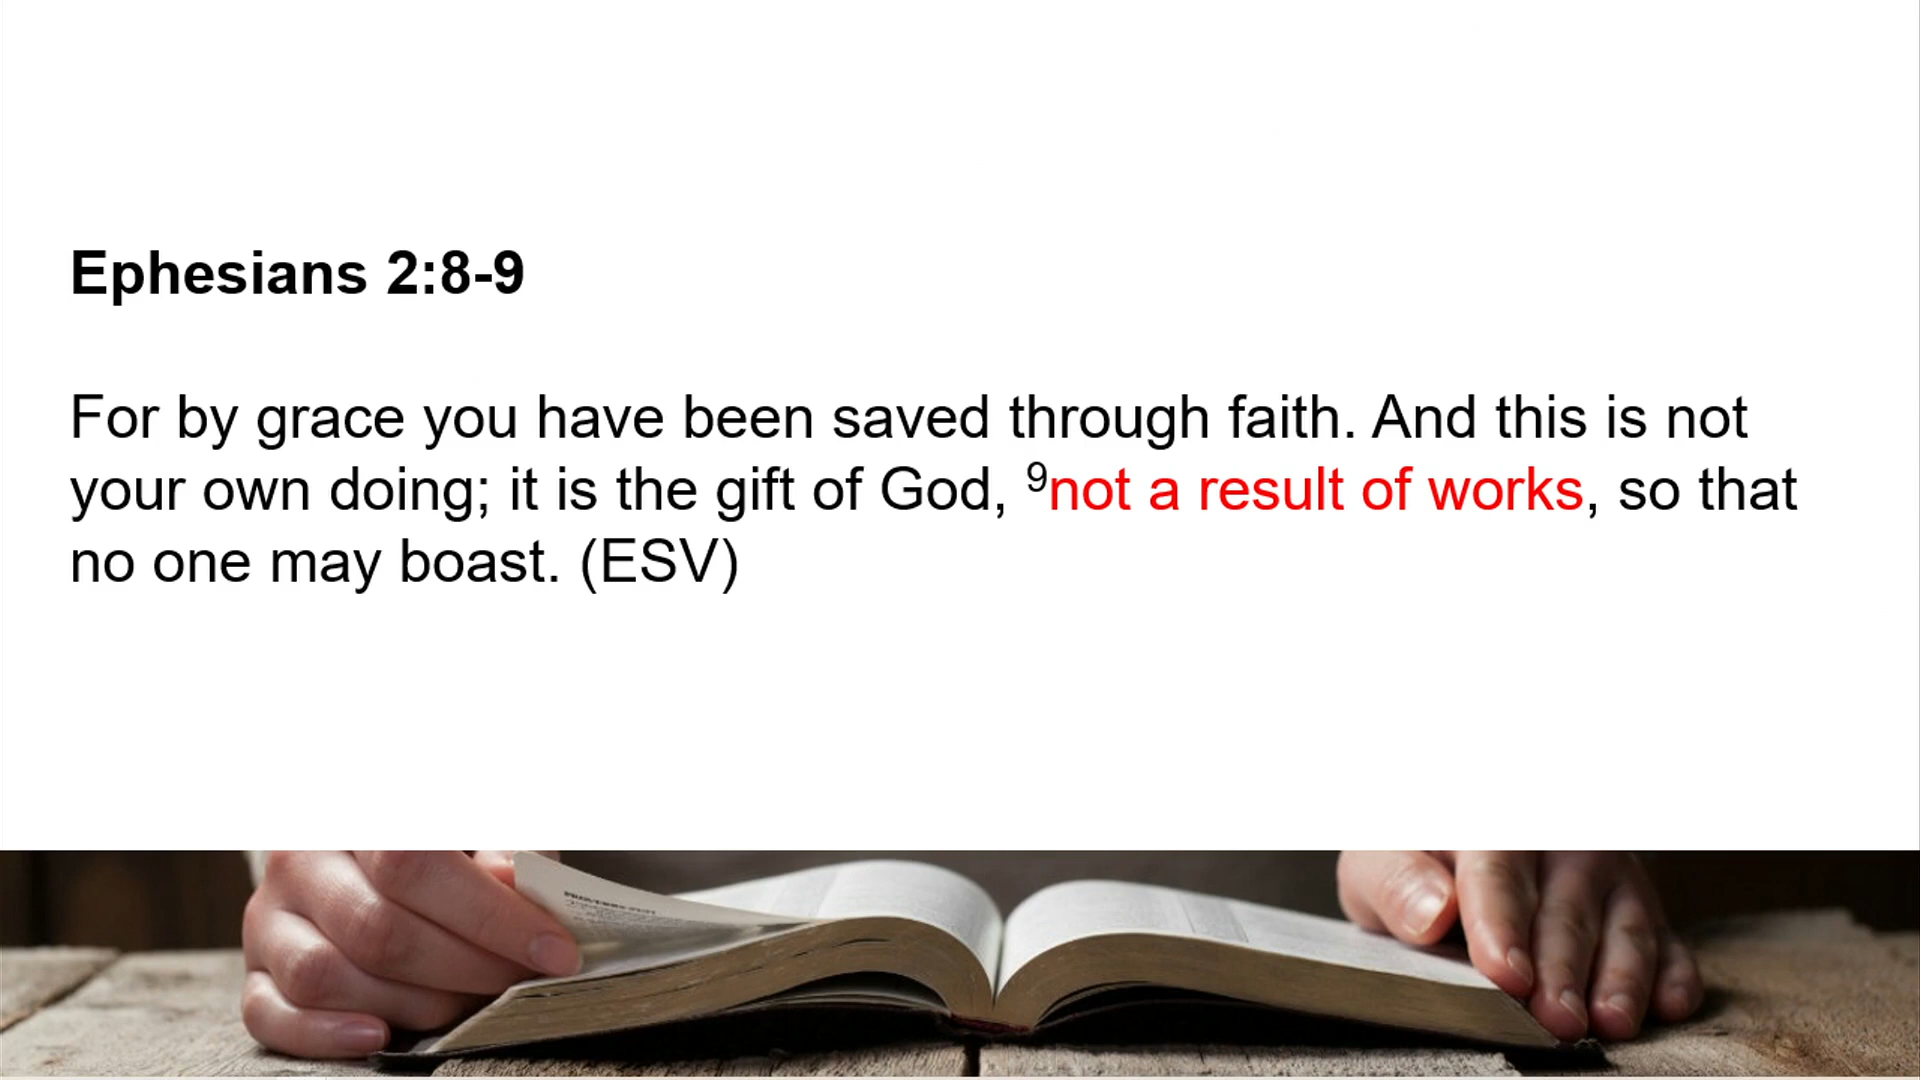 Ephesians 2:8-9
For by grace you have been saved through faith. And this is not
your own doing; it is the gift of God, ⁹not a result of works, so that
no one may boast. (ESV)